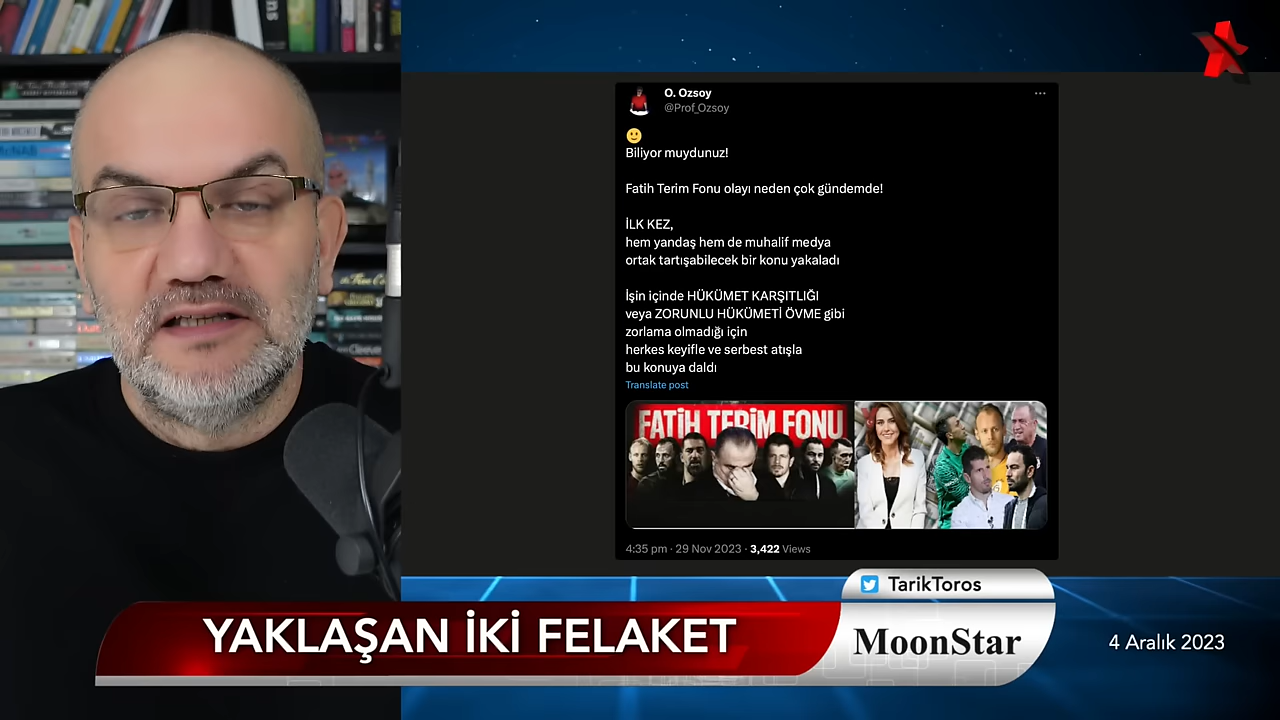 O. Ozsoy
@Prof_Ozsoy
Biliyor muydunuz!
Fatih Terim Fonu olayı neden çok gündemde!
İLK KEZ,
hem yandaş hem de muhalif medya
ortak tartışabilecek bir konu yakaladı
İşin içinde HÜKÜMET KARŞITLIĞI
veya ZORUNLU HÜKÜMETİ ÖVME gibi
zorlama olmadığı için
herkes keyifle ve serbest atışla
bu konuya daldı
Translate post
FATİH TERİM FONU
4:35 pm · 29 Nov 2023 · 3,422 Views
TarikToros
YAKLAŞAN İKİ FELAKET
MoonStar
4 Aralık 2023